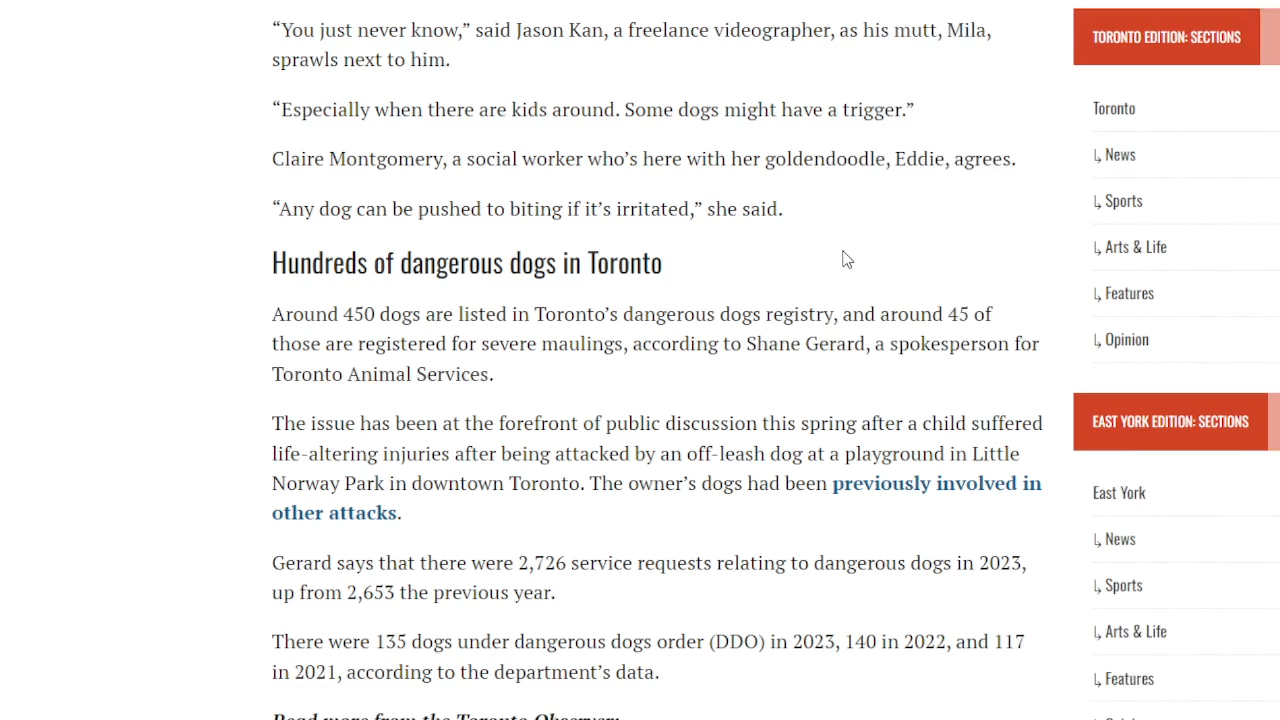 “You just never know,” said Jason Kan, a freelance videographer, as his mutt, Mila,
sprawls next to him.
“Especially when there are kids around. Some dogs might have a trigger.”
Claire Montgomery, a social worker who’s here with her goldendoodle, Eddie, agrees.
“Any dog can be pushed to biting if it’s irritated,” she said.
Hundreds of dangerous dogs in Toronto
Around 450 dogs are listed in Toronto’s dangerous dogs registry, and around 45 of
those are registered for severe maulings, according to Shane Gerard, a spokesperson for
Toronto Animal Services.
The issue has been at the forefront of public discussion this spring after a child suffered
life-altering injuries after being attacked by an off-leash dog at a playground in Little
Norway Park in downtown Toronto. The owner’s dogs had been previously involved in
other attacks.
Gerard says that there were 2,726 service requests relating to dangerous dogs in 2023,
up from 2,653 the previous year.
There were 135 dogs under dangerous dogs order (DDO) in 2023, 140 in 2022, and 117
in 2021, according to the department’s data.
Read more from the Toronto Observer:
TORONTO EDITION: SECTIONS
Toronto
↳ News
↳ Sports
↳ Arts & Life
↳ Features
↳ Opinion
EAST YORK EDITION: SECTIONS
East York
↳ News
↳ Sports
↳ Arts & Life
↳ Features